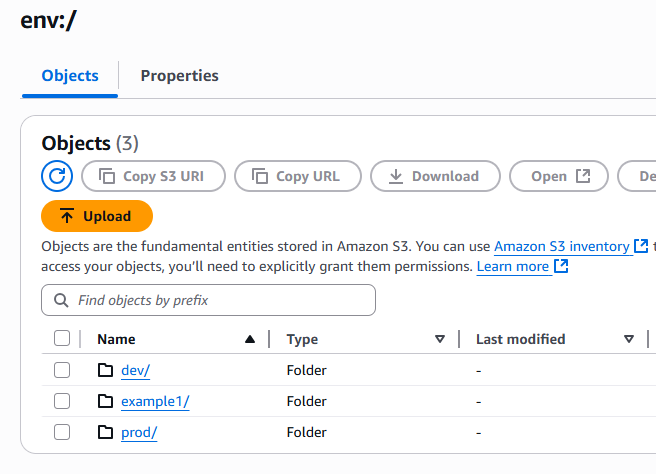 env:/
Objects
Properties
Objects (3)
Copy S3 URI
Copy URL
Download
Open
Upload
Objects are the fundamental entities stored in Amazon S3. You can use Amazon S3 inventory
access your objects, you'll need to explicitly grant them permissions. Learn more
Find objects by prefix
Name Type Last modified
dev/ Folder -
example1/ Folder -
prod/ Folder -